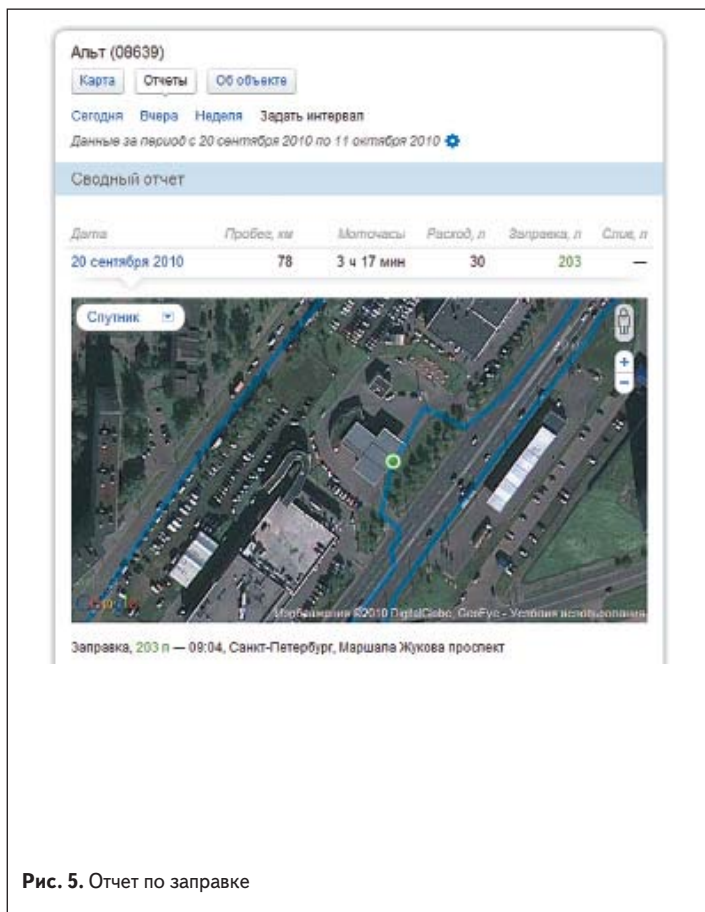 Альт (08639)
Карта Отчеты Об объекте
Сегодня Вчера Неделя Задать интервал
Данные за период с 20 сентября 2010 по 11 октября 2010
Сводный отчет
Дата Пробег, км Моточасы Расход, л Заправка, л Слив, л
20 сентября 2010 78 3 ч 17 мин 30 203 —
Спутник
+
−
Google
Изображения ©2010 DigitalGlobe, GeoEye - Условия использования
Заправка, 203 л — 09:04, Санкт-Петербург, Маршала Жукова проспект
Рис. 5. Отчет по заправке